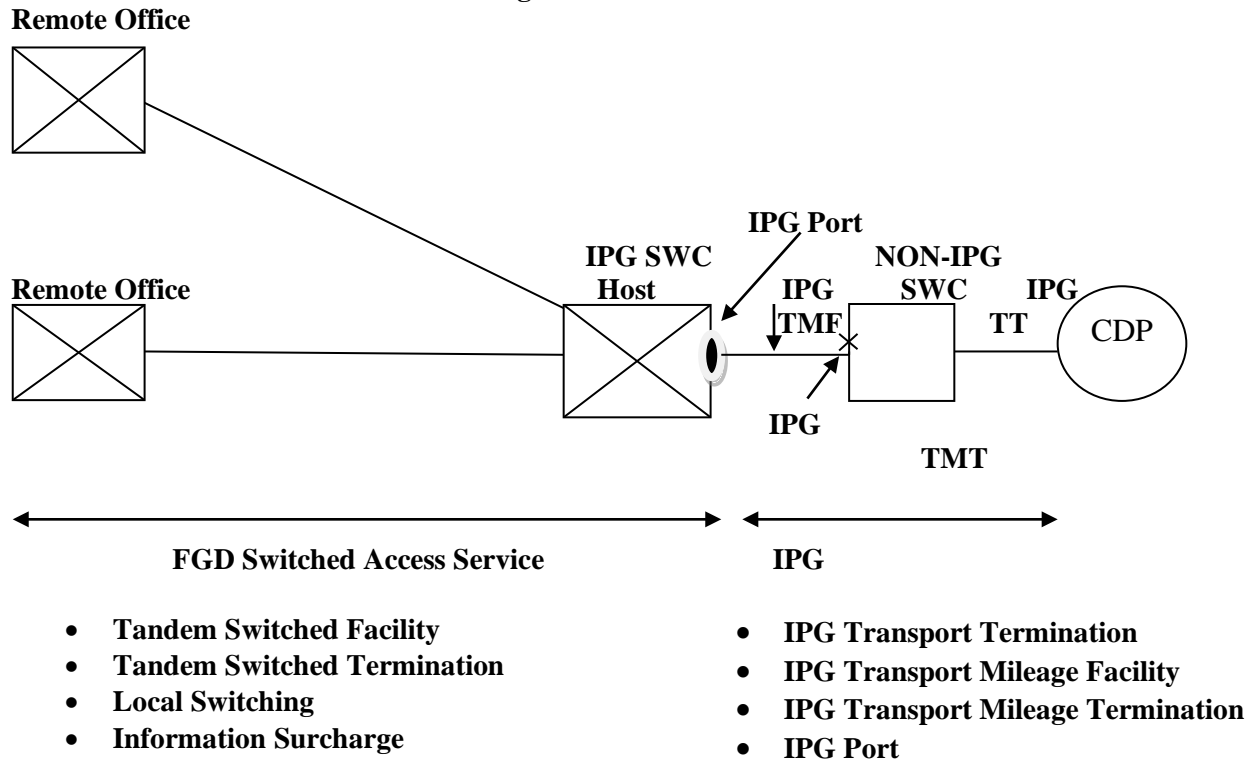 Remote Office
IPG Port
IPG SWC
Host
NON-IPG
SWC
Remote Office
IPG
TMF
IPG
TT
CDP
IPG
TMT
FGD Switched Access Service
IPG
• Tandem Switched Facility
• Tandem Switched Termination
• Local Switching
• Information Surcharge
• IPG Transport Termination
• IPG Transport Mileage Facility
• IPG Transport Mileage Termination
• IPG Port